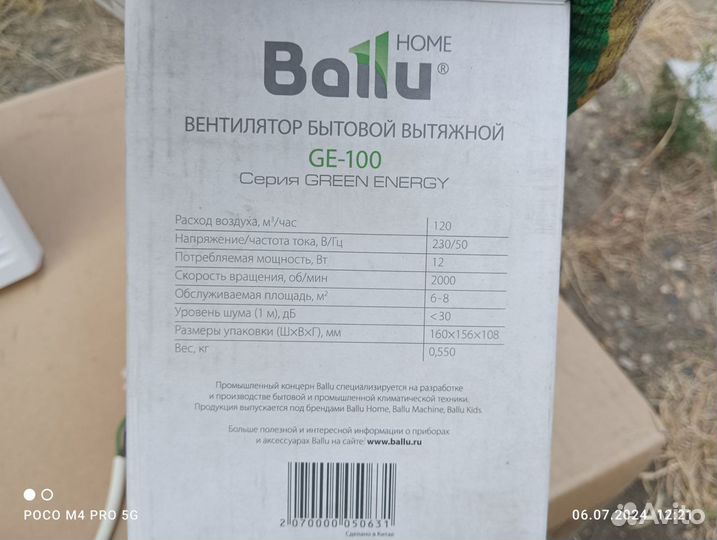 Ballu® HOME
ВЕНТИЛЯТОР БЫТОВОЙ ВЫТЯЖНОЙ
GE-100
Серия GREEN ENERGY
Расход воздуха, м³/час 120
Напряжение/частота тока, В/Гц 230/50
Потребляемая мощность, Вт 12
Скорость вращения, об/мин 2000
Обслуживаемая площадь, м² 6-8
Уровень шума (1 м), дБ <30
Размеры упаковки (Ш×В×Г), мм 160×156×108
Вес, кг 0,550
Промышленный концерн Ballu специализируется на разработке
и производстве бытовой и промышленной климатической техники.
Продукция выпускается под брендами Ballu Home, Ballu Machine, Ballu Kids.
Больше полезной и интересной информации о приборах
и аксессуарах Ballu на сайте: www.ballu.ru
2 070000 050631
Сделано в Китае
POCO M4 PRO 5G
06.07.2024 12:21
Avito